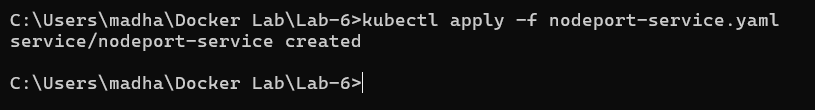 C:\Users\madha\Docker Lab\Lab-6>kubectl apply -f nodeport-service.yaml
service/nodeport-service created
C:\Users\madha\Docker Lab\Lab-6>